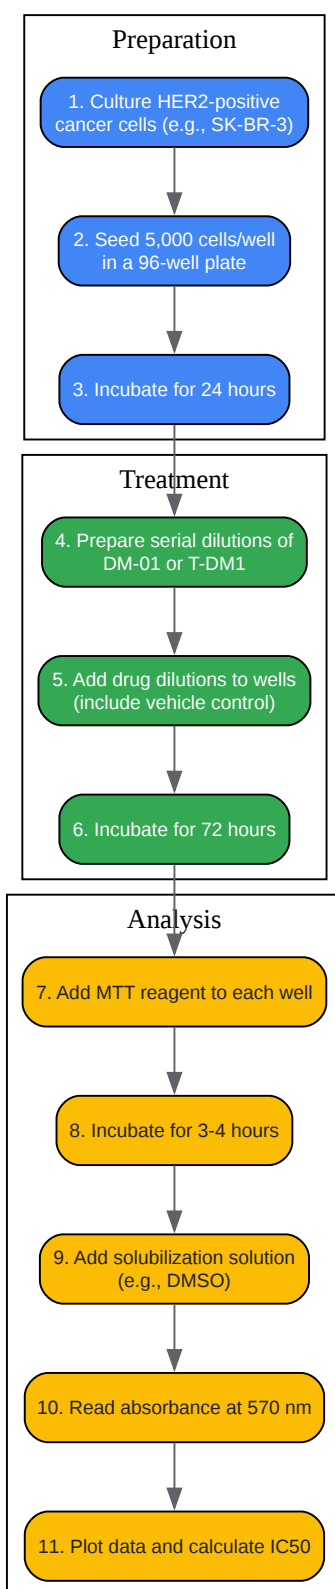 Preparation
1. Culture HER2-positive
cancer cells (e.g., SK-BR-3)
2. Seed 5,000 cells/well
in a 96-well plate
3. Incubate for 24 hours
Treatment
4. Prepare serial dilutions of
DM-01 or T-DM1
5. Add drug dilutions to wells
(include vehicle control)
6. Incubate for 72 hours
Analysis
7. Add MTT reagent to each well
8. Incubate for 3-4 hours
9. Add solubilization solution
(e.g., DMSO)
10. Read absorbance at 570 nm
11. Plot data and calculate IC50